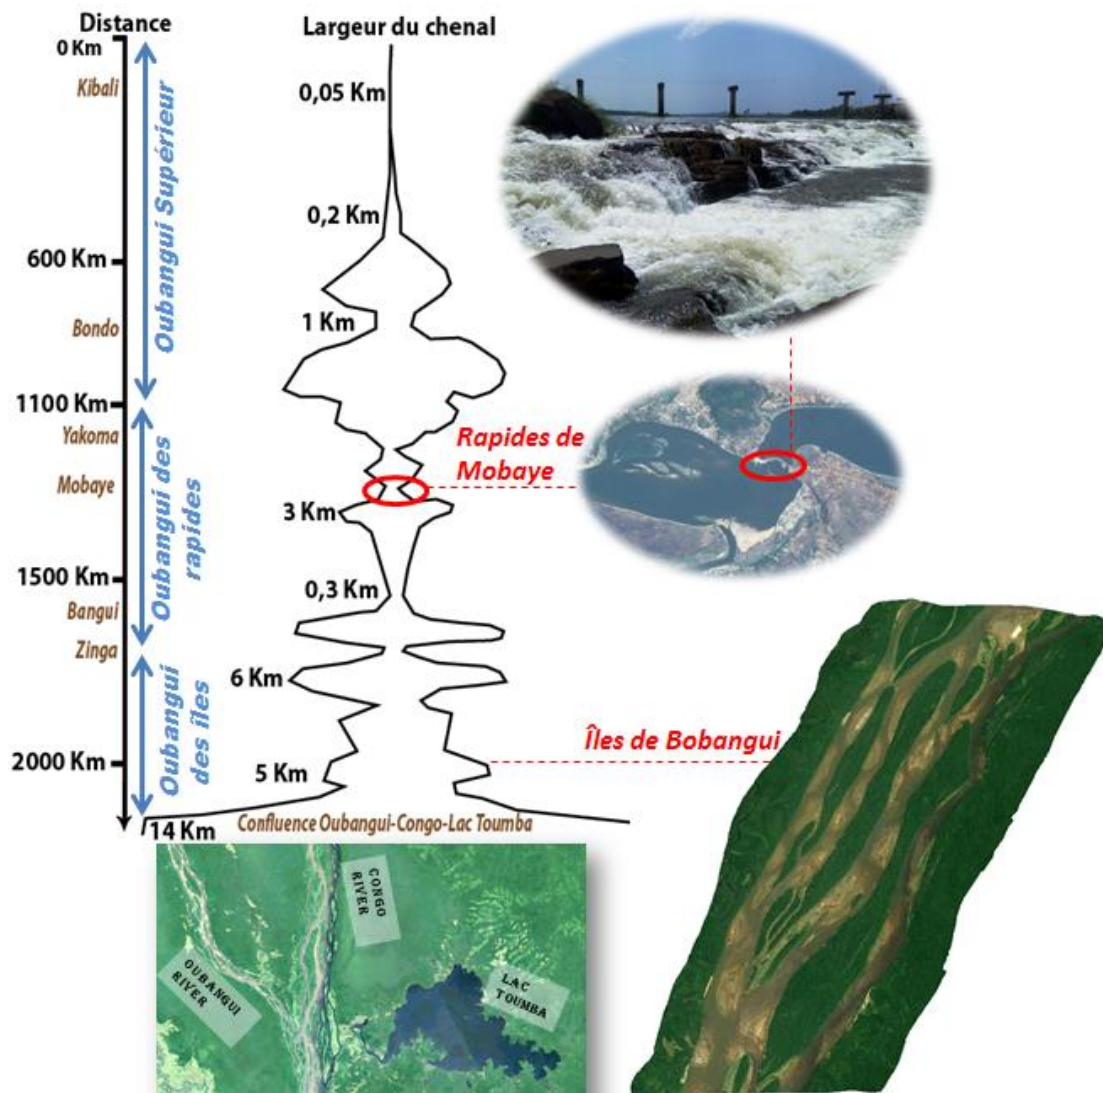 Distance
Largeur du chenal
0 Km
Kibali
0,05 Km
Oubangui Supérieur
0,2 Km
600 Km
Bondo
1 Km
1100 Km
Yakoma
Rapides de
Mobaye
Mobaye
Oubangui des
rapides
3 Km
1500 Km
0,3 Km
Bangui
Zinga
6 Km
Oubangui
des îles
Îles de Bobangui
2000 Km
5 Km
14 Km
Confluence Oubangui-Congo-Lac Toumba
CONGO
RIVER
OUBANGUI
RIVER
LAC
TOUMBA